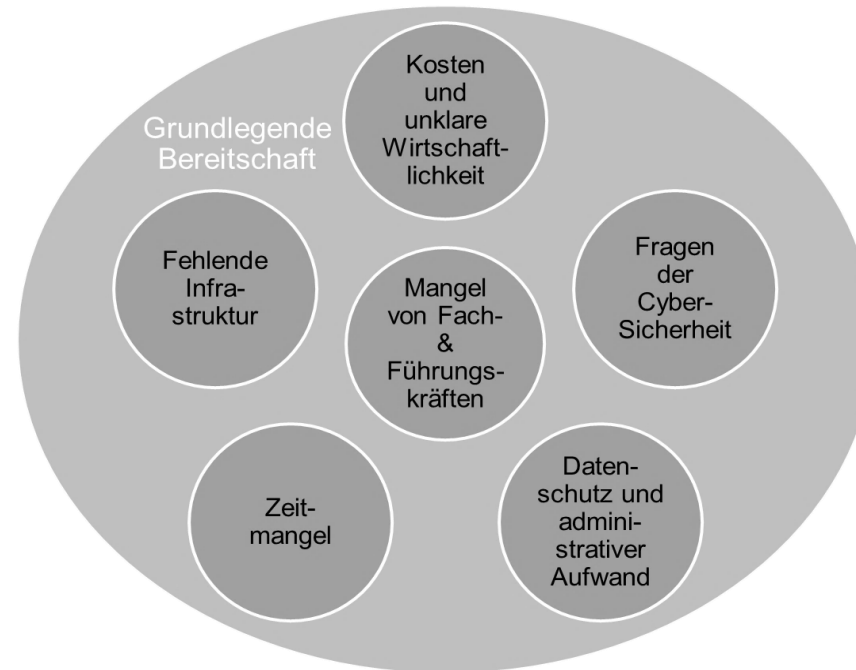 Kosten
und
unklare
Wirtschaft-
lichkeit
Grundlegende
Bereitschaft
Fehlende
Infra-
struktur
Mangel
von Fach-
&
Führungs-
kräften
Fragen
der
Cyber-
Sicherheit
Zeit-
mangel
Daten-
schutz und
admini-
strativer
Aufwand